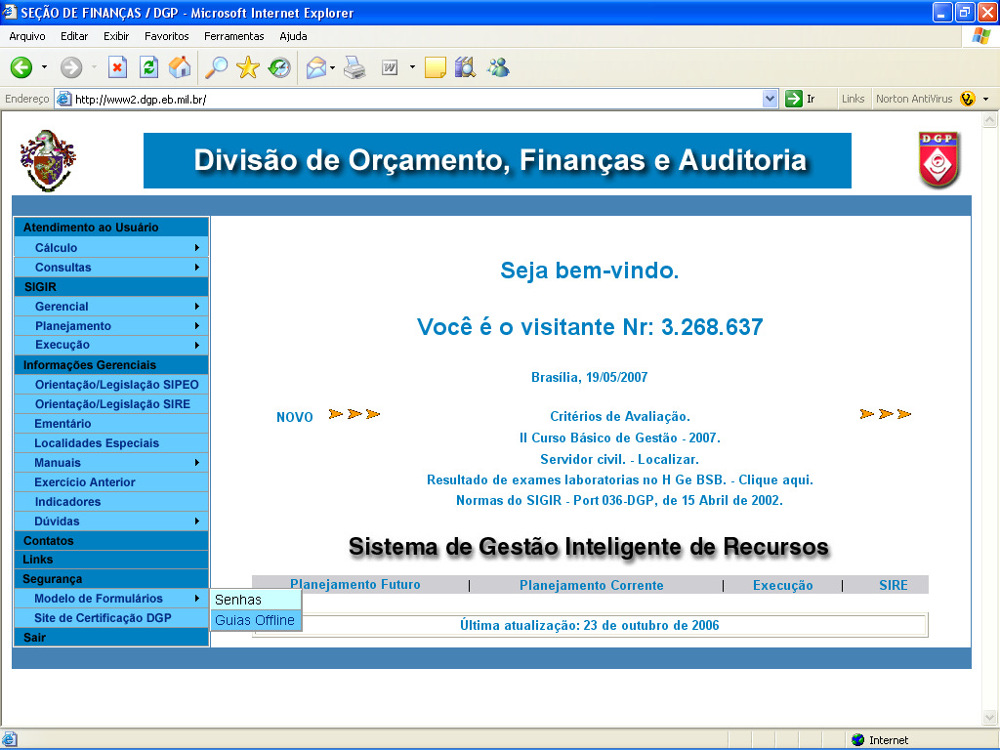 SEÇÃO DE FINANÇAS / DGP - Microsoft Internet Explorer
Arquivo Editar Exibir Favoritos Ferramentas Ajuda
W
Endereço http://www2.dgp.eb.mil.br/ Ir Links Norton AntiVirus
Divisão de Orçamento, Finanças e Auditoria
DGP
Atendimento ao Usuário
Cálculo
Consultas
SIGIR
Gerencial
Planejamento
Execução
Informações Gerenciais
Orientação/Legislação SIPEO
Orientação/Legislação SIRE
Ementário
Localidades Especiais
Manuais
Exercício Anterior
Indicadores
Dúvidas
Contatos
Links
Segurança
Modelo de Formulários
Site de Certificação DGP
Sair
Senhas
Guias Offline
Seja bem-vindo.
Você é o visitante Nr: 3.268.637
Brasília, 19/05/2007
NOVO Critérios de Avaliação.
II Curso Básico de Gestão - 2007.
Servidor civil. - Localizar.
Resultado de exames laboratorias no H Ge BSB. - Clique aqui.
Normas do SIGIR - Port 036-DGP, de 15 Abril de 2002.
Sistema de Gestão Inteligente de Recursos
Planejamento Futuro | Planejamento Corrente | Execução | SIRE
Última atualização: 23 de outubro de 2006
Internet